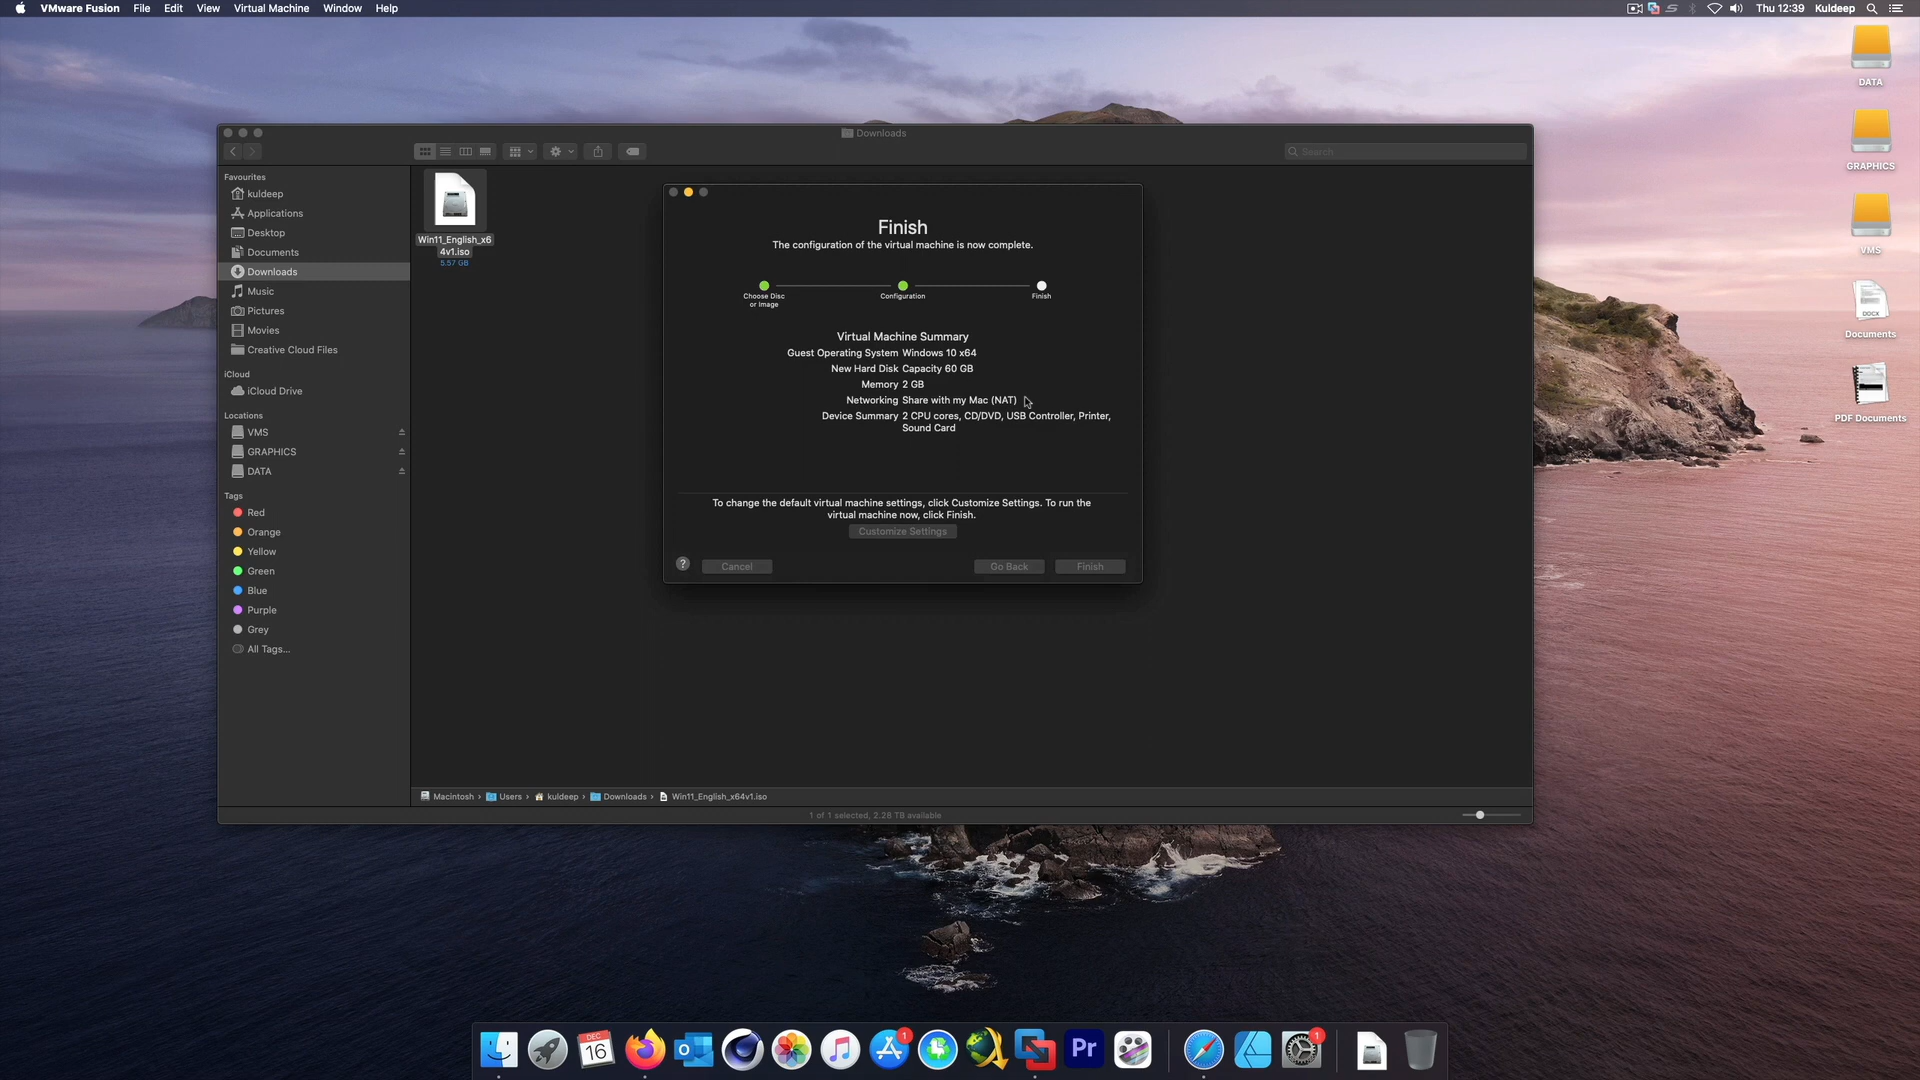 VMware Fusion File Edit View Virtual Machine Window Help
Thu 12:39 Kuldeep
Downloads
Search
Favourites
kuldeep
Applications
Desktop
Documents
Downloads
Music
Pictures
Movies
Creative Cloud Files
iCloud
iCloud Drive
Locations
VMS
GRAPHICS
DATA
Tags
Red
Orange
Yellow
Green
Blue
Purple
Grey
All Tags...
Win11_English_x6
4v1.iso
5.57 GB
Finish
The configuration of the virtual machine is now complete.
Choose Disc
or Image
Configuration
Finish
Virtual Machine Summary
Guest Operating System Windows 10 x64
New Hard Disk Capacity 60 GB
Memory 2 GB
Networking Share with my Mac (NAT)
Device Summary 2 CPU cores, CD/DVD, USB Controller, Printer,
Sound Card
To change the default virtual machine settings, click Customize Settings. To run the
virtual machine now, click Finish.
Customize Settings
? Cancel Go Back Finish
Macintosh › Users › kuldeep › Downloads › Win11_English_x64v1.iso
1 of 1 selected, 2.28 TB available
DATA
GRAPHICS
VMS
DOCX
Documents
PDF Documents
DEC
16
1
Pr
1